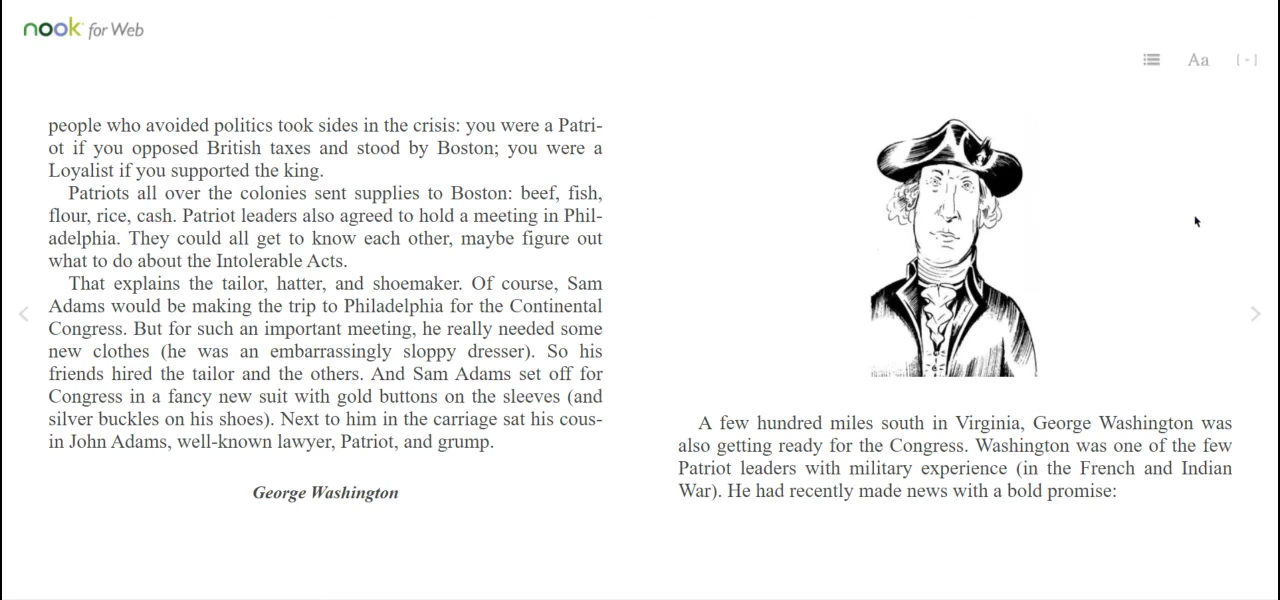 nook for Web
Aa
[ - ]
people who avoided politics took sides in the crisis: you were a Patri-
ot if you opposed British taxes and stood by Boston; you were a
Loyalist if you supported the king.
Patriots all over the colonies sent supplies to Boston: beef, fish,
flour, rice, cash. Patriot leaders also agreed to hold a meeting in Phil-
adelphia. They could all get to know each other, maybe figure out
what to do about the Intolerable Acts.
That explains the tailor, hatter, and shoemaker. Of course, Sam
Adams would be making the trip to Philadelphia for the Continental
Congress. But for such an important meeting, he really needed some
new clothes (he was an embarrassingly sloppy dresser). So his
friends hired the tailor and the others. And Sam Adams set off for
Congress in a fancy new suit with gold buttons on the sleeves (and
silver buckles on his shoes). Next to him in the carriage sat his cous-
in John Adams, well-known lawyer, Patriot, and grump.
George Washington
A few hundred miles south in Virginia, George Washington was
also getting ready for the Congress. Washington was one of the few
Patriot leaders with military experience (in the French and Indian
War). He had recently made news with a bold promise: